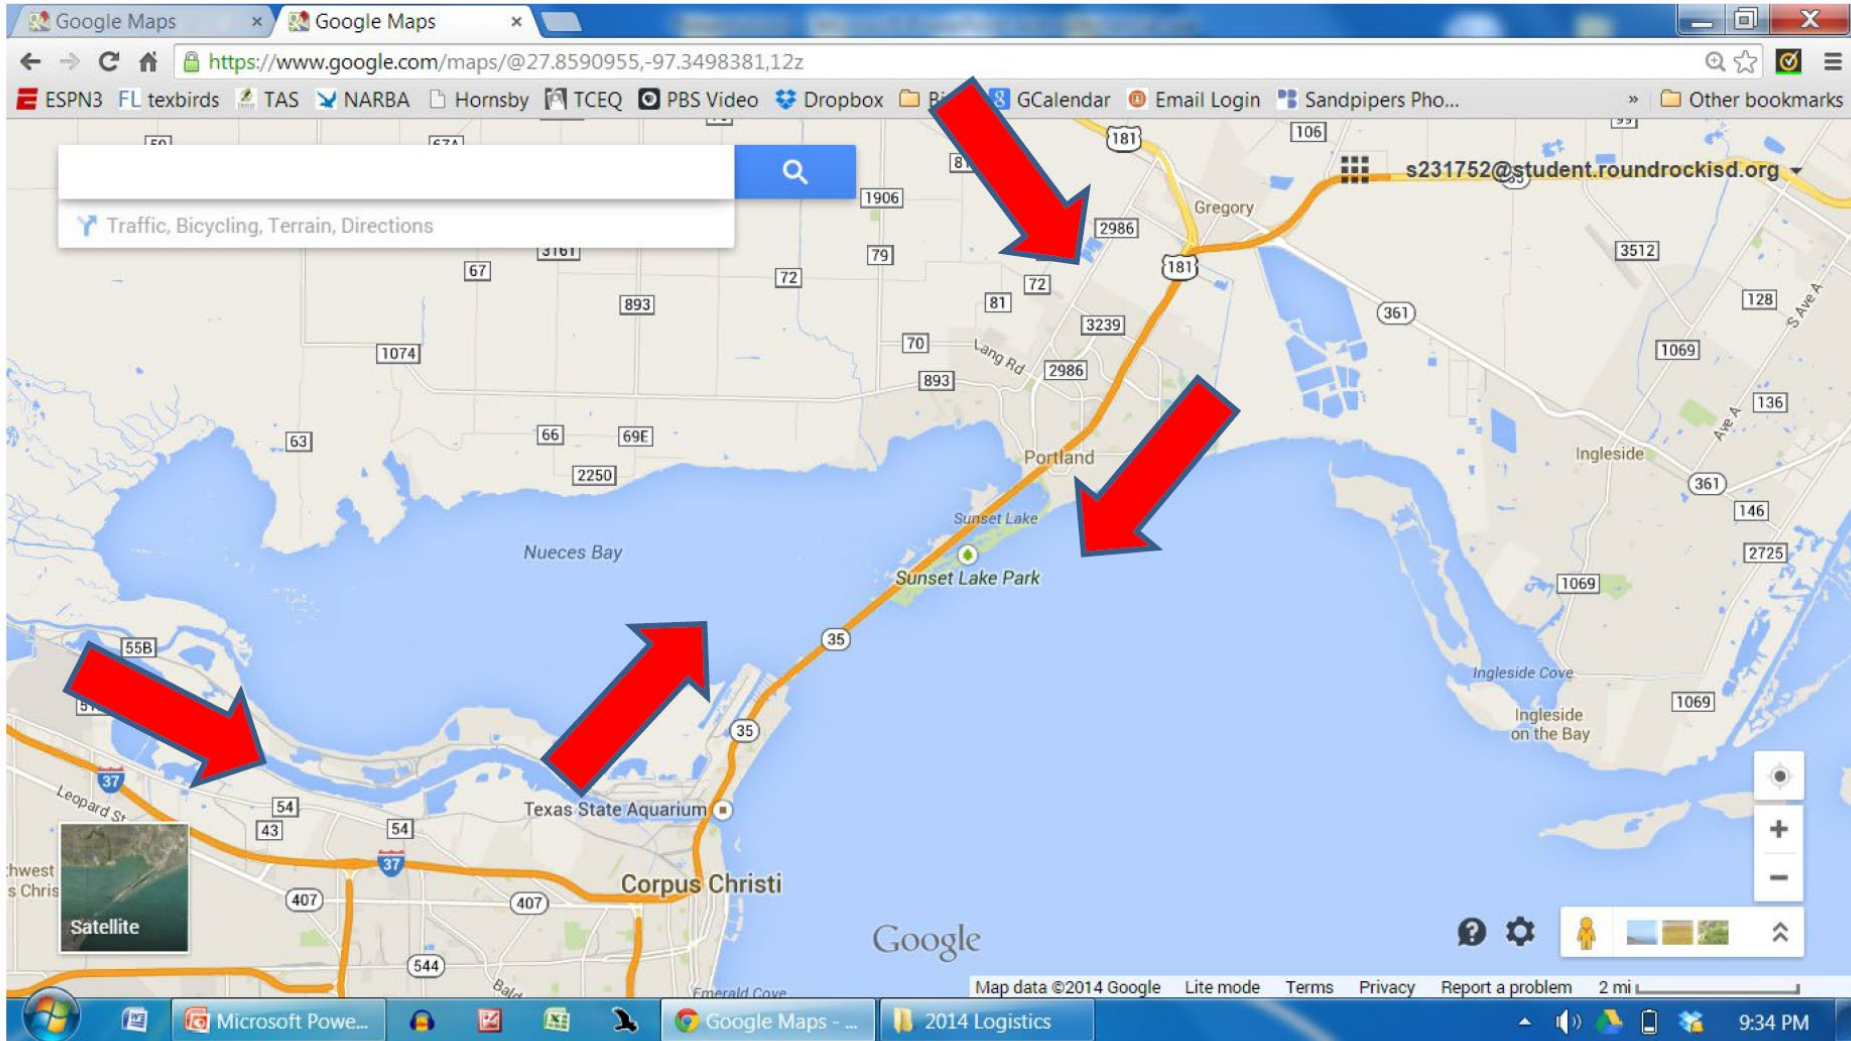 Google Maps × Google Maps ×
https://www.google.com/maps/@27.8590955,-97.3498381,12z
ESPN3 FL texbirds TAS NARBA Hornsby TCEQ PBS Video Dropbox GCalendar Email Login Sandpipers Pho... » Other bookmarks
181
106
s231752@student.roundrockisd.org
Traffic, Bicycling, Terrain, Directions
1906
Gregory
2986
3161
79
3512
67
72
181
72
893
81
128
S Ave A
361
3239
1074
70
Lang Rd
1069
2986
893
136
Ave A
63
66
69E
Portland
Ingleside
2250
361
146
Sunset Lake
Nueces Bay
2725
Sunset Lake Park
1069
55B
35
Ingleside Cove
1069
Ingleside
on the Bay
35
37
Leopard St
54
Texas State Aquarium
43
54
37
Corpus Christi
407
407
Satellite
Google
544
Emerald Cove
Map data ©2014 Google Lite mode Terms Privacy Report a problem 2 mi
Microsoft Powe... Google Maps - ... 2014 Logistics 9:34 PM